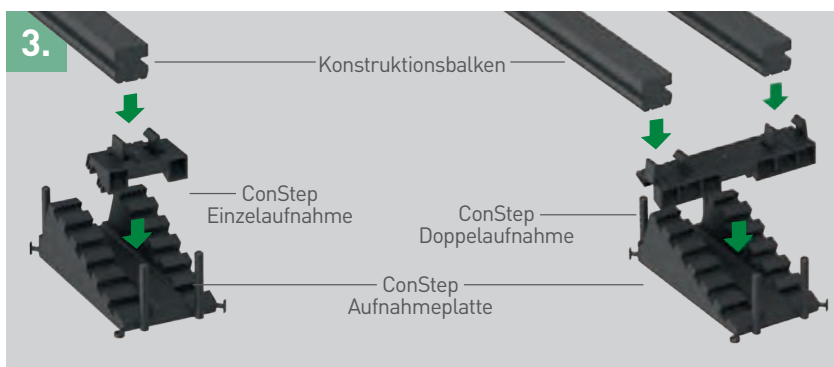 3.
Konstruktionsbalken
ConStep
Einzelaufnahme
ConStep
Doppelaufnahme
ConStep
Aufnahmeplatte